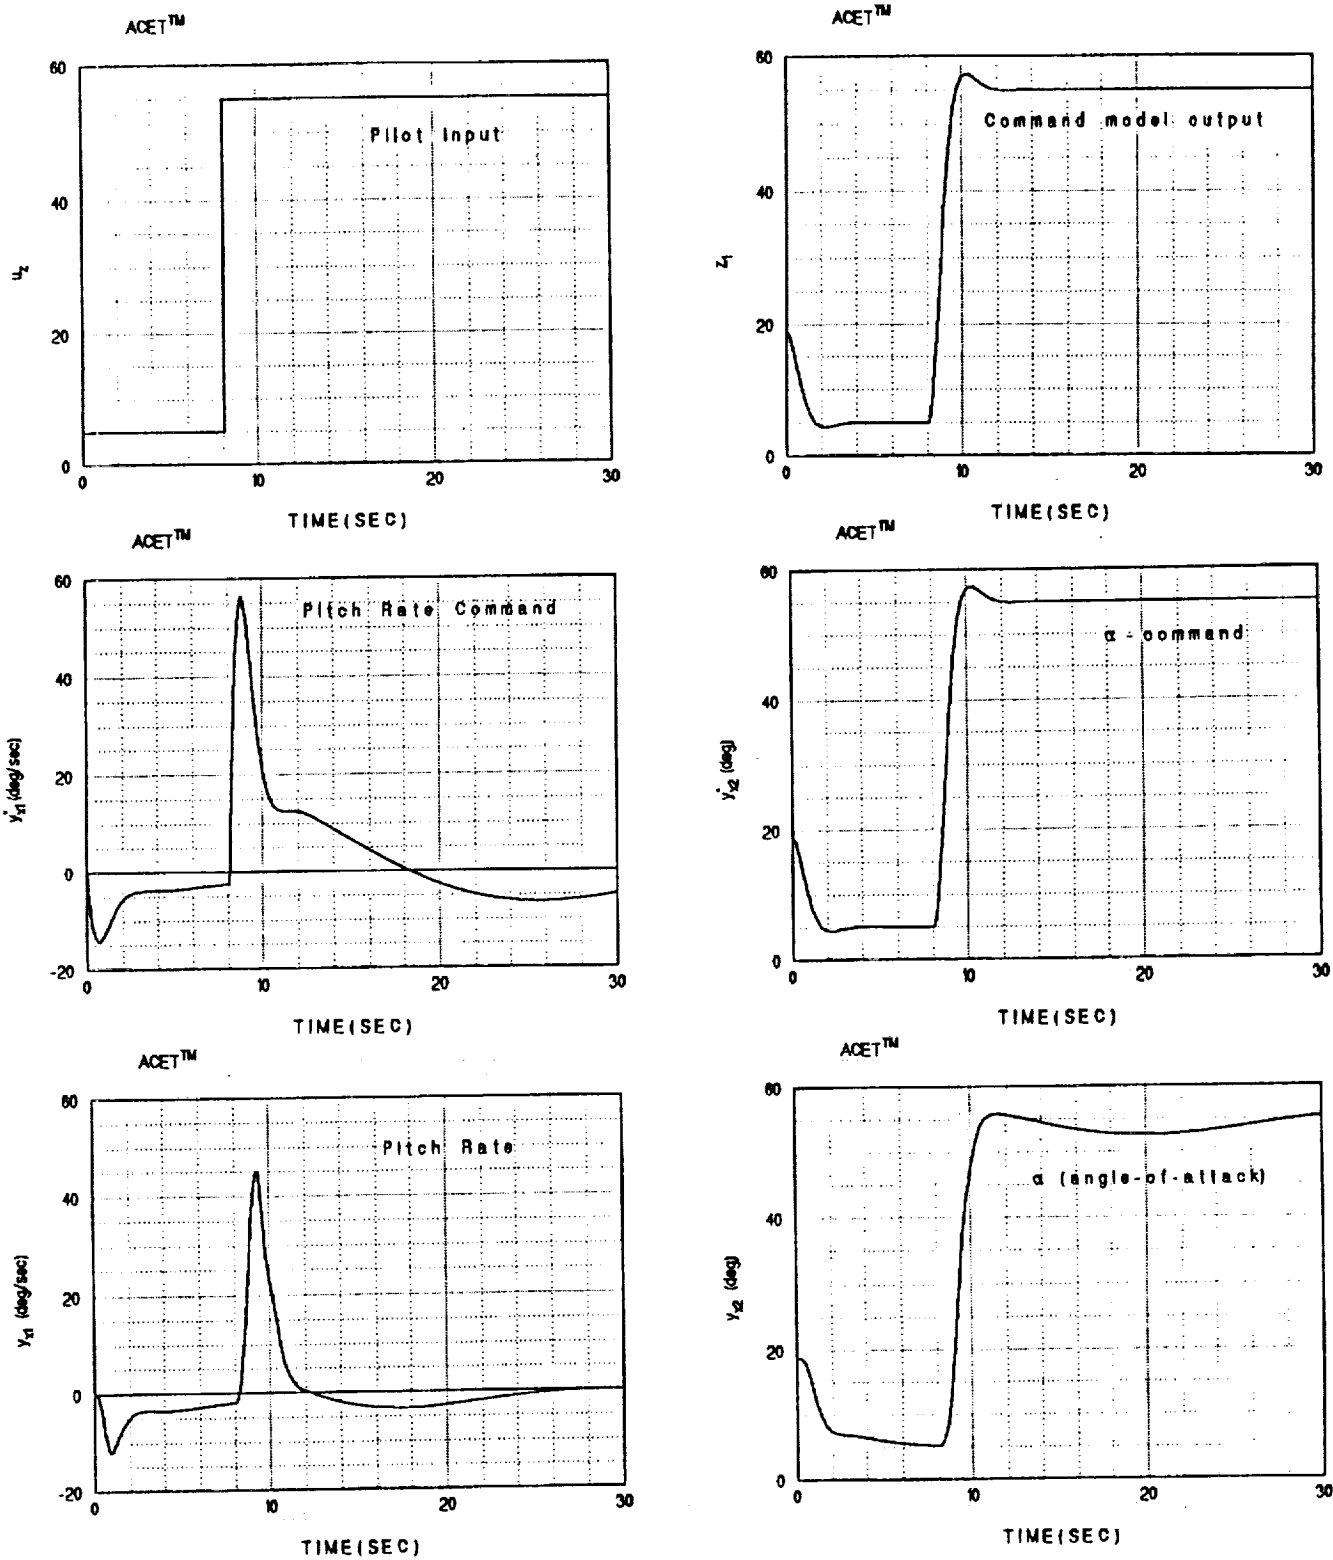 ACET™
60
40
20
0
u_z
Pilot Input
0 10 20 30
TIME(SEC)
ACET™
60
40
20
0
z_1
Command model output
0 10 20 30
TIME(SEC)
ACET™
60
40
20
0
-20
y*_x1 (deg/sec)
Pitch Rate Command
0 10 20 30
TIME(SEC)
ACET™
60
40
20
0
y*_x2 (deg)
α - command
0 10 20 30
TIME(SEC)
ACET™
60
40
20
0
-20
y_x1 (deg/sec)
Pitch Rate
0 10 20 30
TIME(SEC)
ACET™
60
40
20
0
y_x2 (deg)
α (angle-of-attack)
0 10 20 30
TIME(SEC)